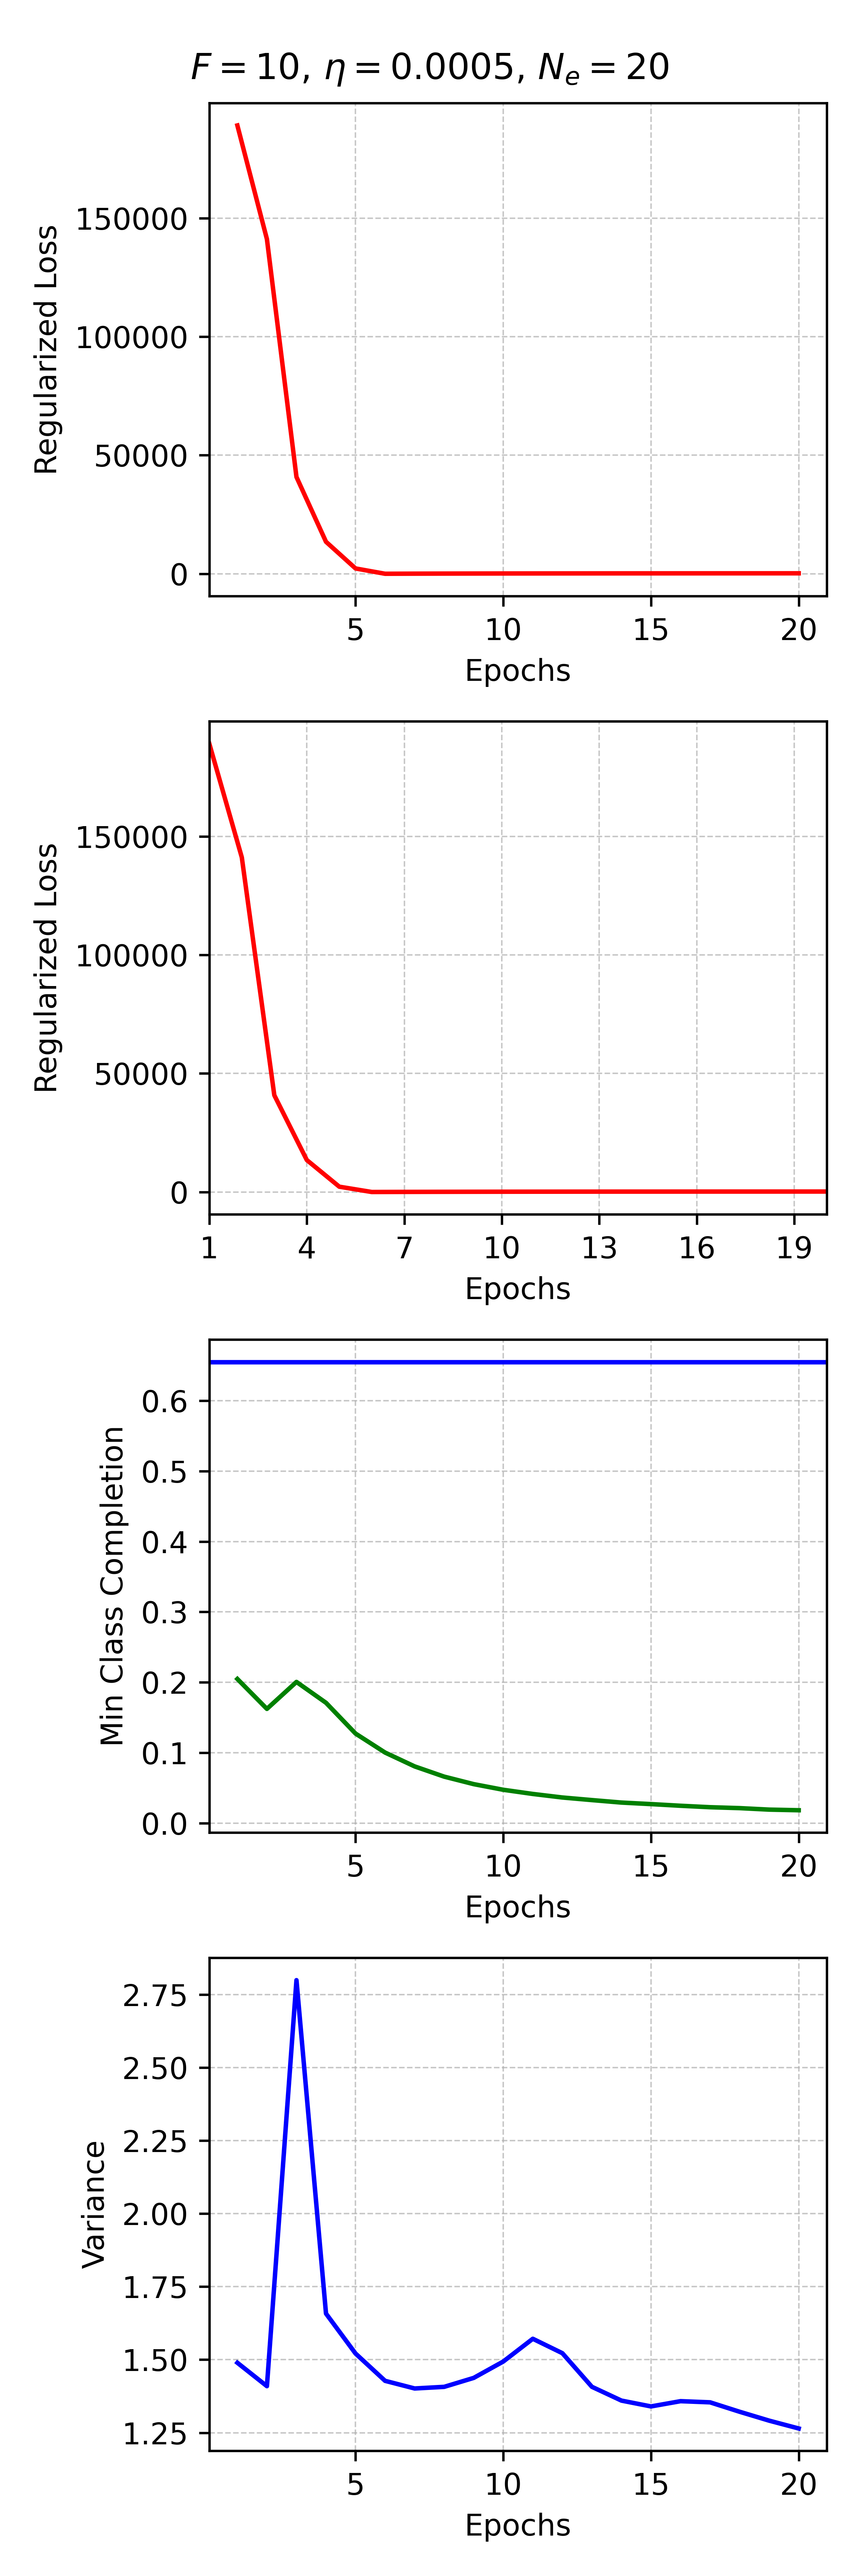 F = 10, η = 0.0005, Nₑ = 20
150000
100000
50000
0
Regularized Loss
5 10 15 20
Epochs
150000
100000
50000
0
Regularized Loss
1 4 7 10 13 16 19
Epochs
0.6
0.5
0.4
0.3
0.2
0.1
0.0
Min Class Completion
5 10 15 20
Epochs
2.75
2.50
2.25
2.00
1.75
1.50
1.25
Variance
5 10 15 20
Epochs